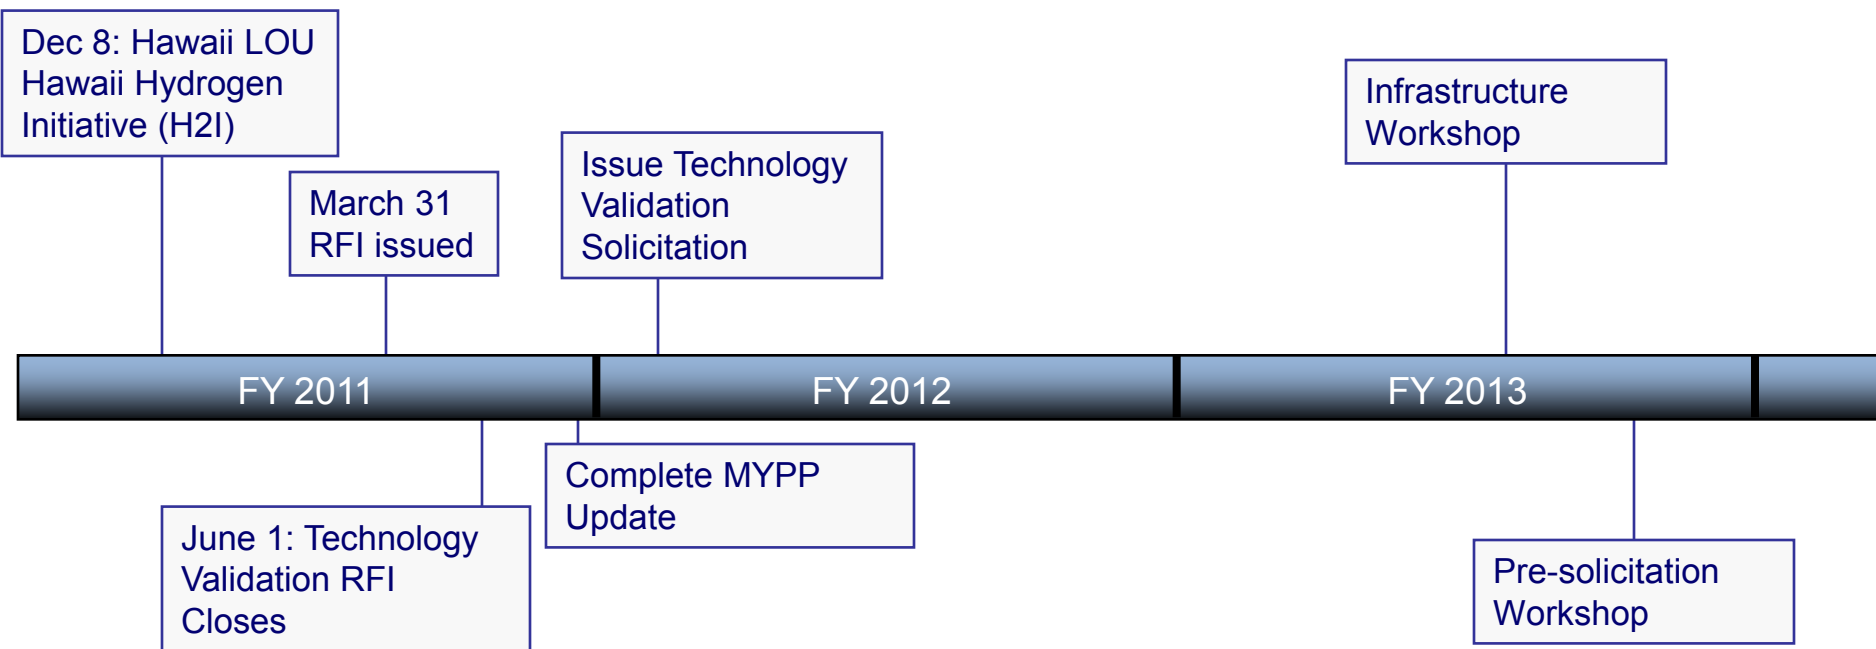 Dec 8: Hawaii LOU
Hawaii Hydrogen
Initiative (H2I)
March 31
RFI issued
Issue Technology
Validation
Solicitation
Infrastructure
Workshop
FY 2011
FY 2012
FY 2013
June 1: Technology
Validation RFI
Closes
Complete MYPP
Update
Pre-solicitation
Workshop